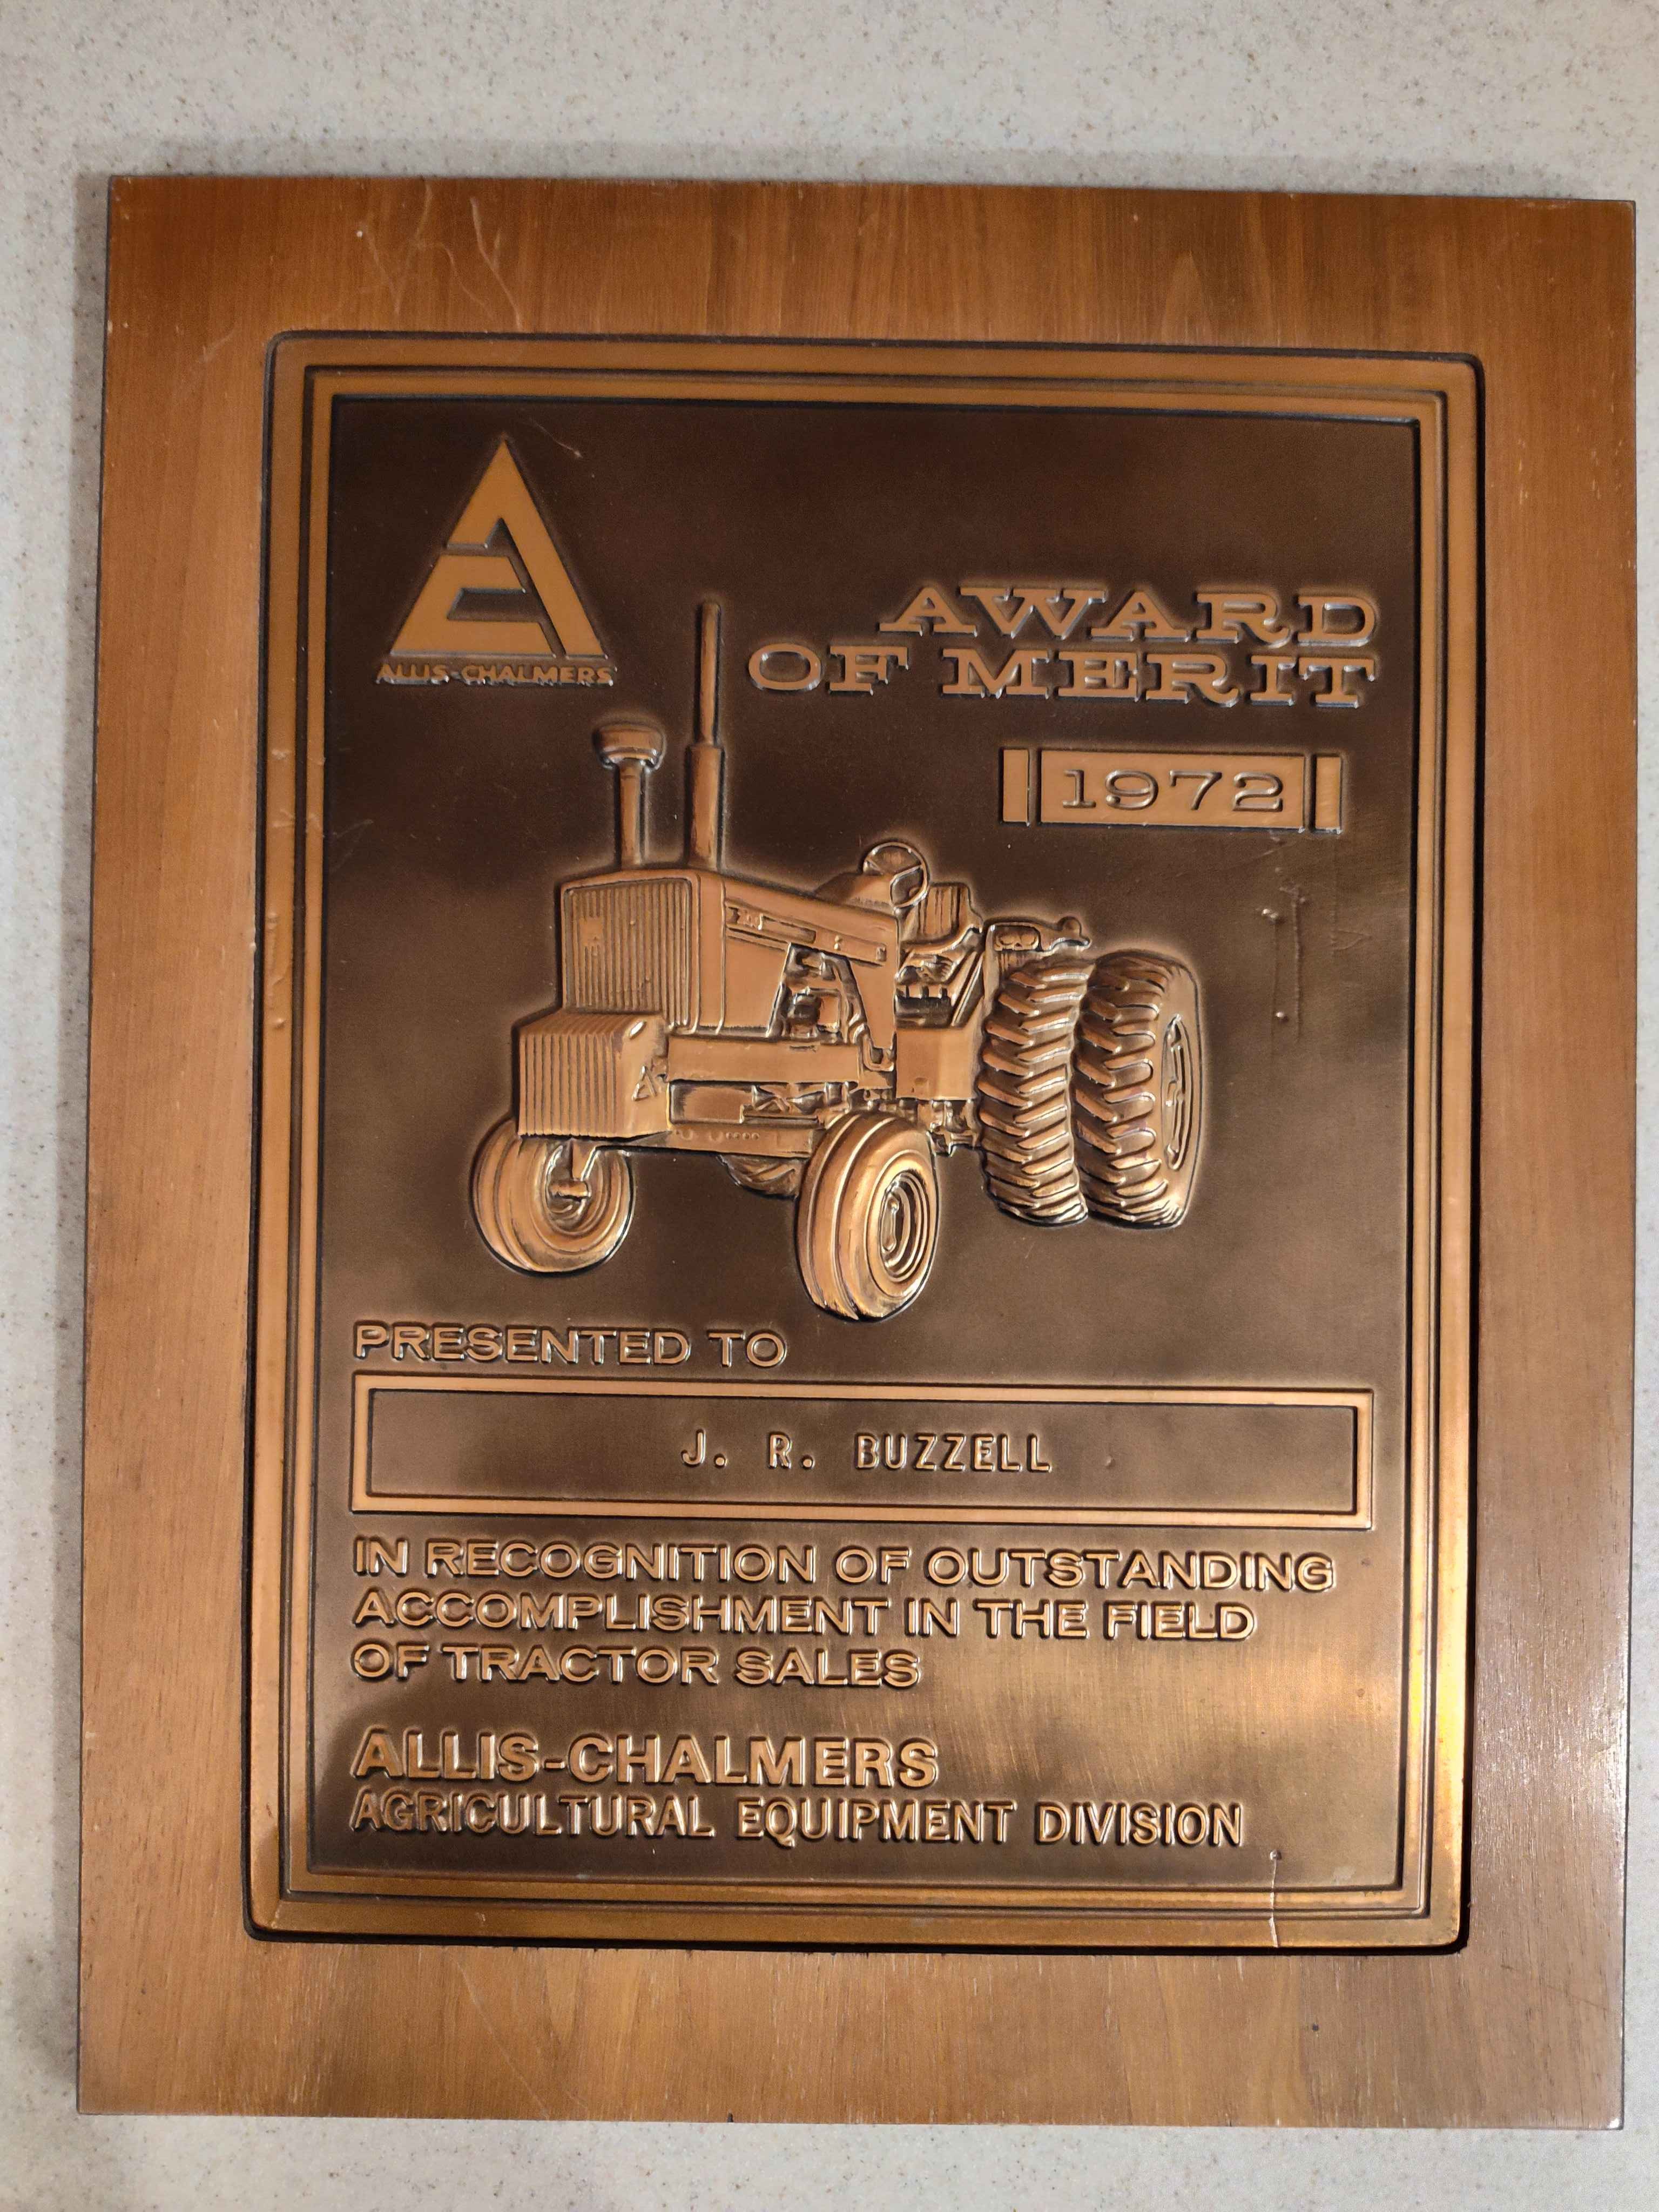 ALLIS-CHALMERS
AWARD
OF MERIT
1972
PRESENTED TO
J. R. BUZZELL
IN RECOGNITION OF OUTSTANDING
ACCOMPLISHMENT IN THE FIELD
OF TRACTOR SALES
ALLIS-CHALMERS
AGRICULTURAL EQUIPMENT DIVISION